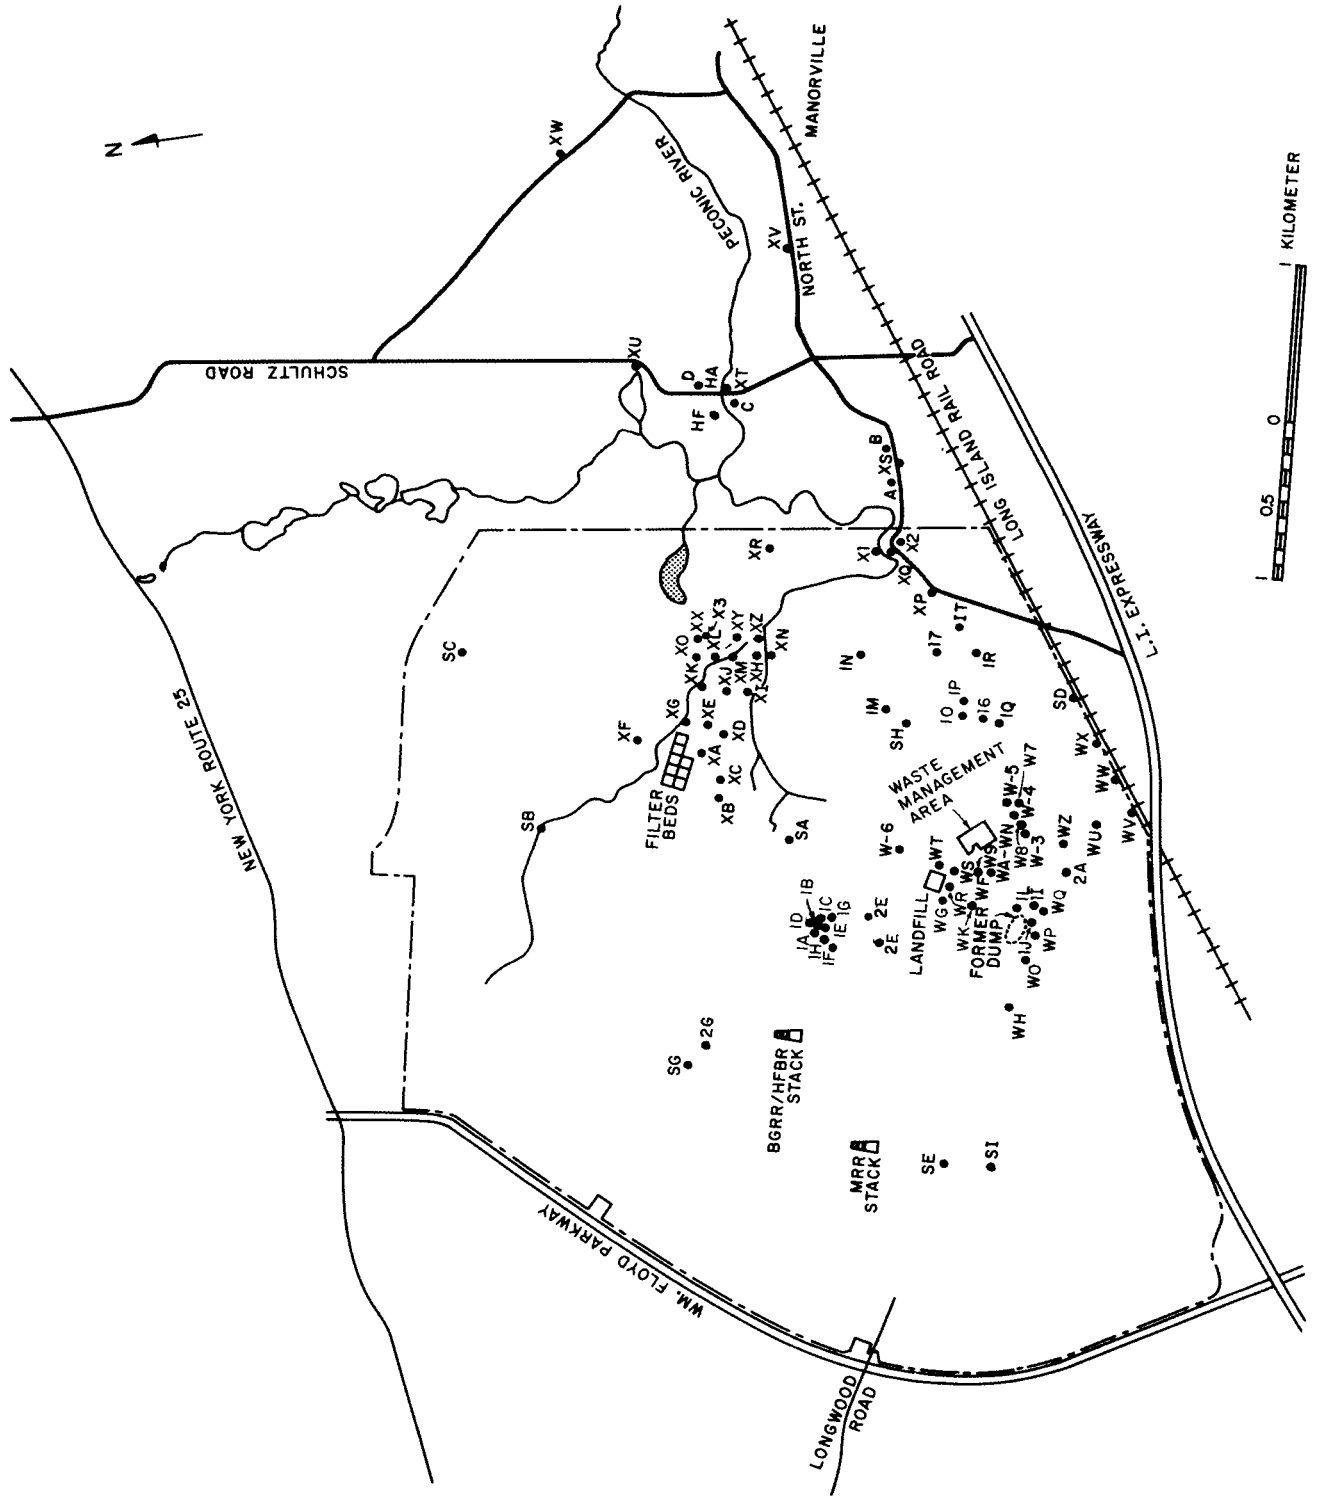 N
NEW YORK ROUTE 25
SCHULTZ ROAD
XW
PECONIC RIVER
MANORVILLE
XV
NORTH ST.
XU
D
HA
XT
HF
C
B
XS
A
LONG ISLAND RAIL ROAD
L.I. EXPRESSWAY
1
0.5
0
1 KILOMETER
SC
XR
X1
X2
XQ
XP
XO
XX
X3
XL
XY
XZ
XK
XJ
XM
XH
XN
XI
XG
XE
XD
XF
XA
XC
XB
FILTER
BEDS
SB
SA
IT
17
IR
IN
IM
SH
IO
IP
16
IQ
SD
WX
WW
WV
WASTE
MANAGEMENT
AREA
W-5
W7
W-4
WA-WN
W8
W-3
W-6
WT
WZ
WU
2A
WS
W9
WF
WR
WG
WK
LANDFILL
FORMER
DUMP
IL
II
WQ
WP
IJ
WO
WH
IB
ID
IC
IG
IA
IE
IH
IF
2E
2E
SG
2G
BGRR/HFBR
STACK
MRR
STACK
SE
SI
WM. FLOYD PARKWAY
LONGWOOD
ROAD